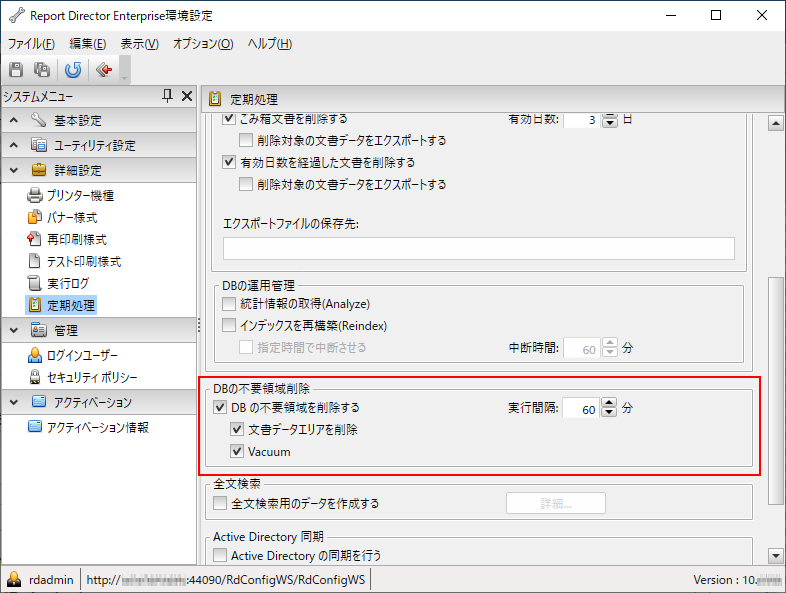 Report Director Enterprise環境設定
ファイル(F) 編集(E) 表示(V) オプション(O) ヘルプ(H)
システムメニュー
基本設定
ユーティリティ設定
詳細設定
プリンター機種
バナー様式
再印刷様式
テスト印刷様式
実行ログ
定期処理
管理
ログインユーザー
セキュリティ ポリシー
アクティベーション
アクティベーション情報
定期処理
ごみ箱文書を削除する 有効日数: 3 日
削除対象の文書データをエクスポートする
有効日数を経過した文書を削除する
削除対象の文書データをエクスポートする
エクスポートファイルの保存先:
DBの運用管理
統計情報の取得(Analyze)
インデックスを再構築(Reindex)
指定時間で中断させる 中断時間: 60 分
DBの不要領域削除
DB の不要領域を削除する 実行間隔: 60 分
文書データエリアを削除
Vacuum
全文検索
全文検索用のデータを作成する 詳細...
Active Directory 同期
Active Directory の同期を行う
rdadmin http://:44090/RdConfigWS/RdConfigWS Version : 10.